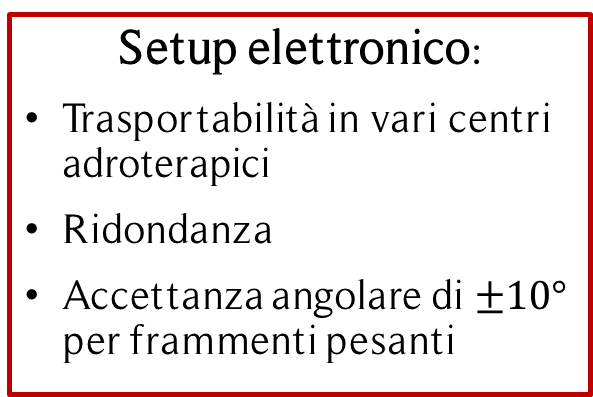 Setup elettronico:
• Trasportabilità in vari centri
adroterapici
• Ridondanza
• Accettanza angolare di ±10°
per frammenti pesanti